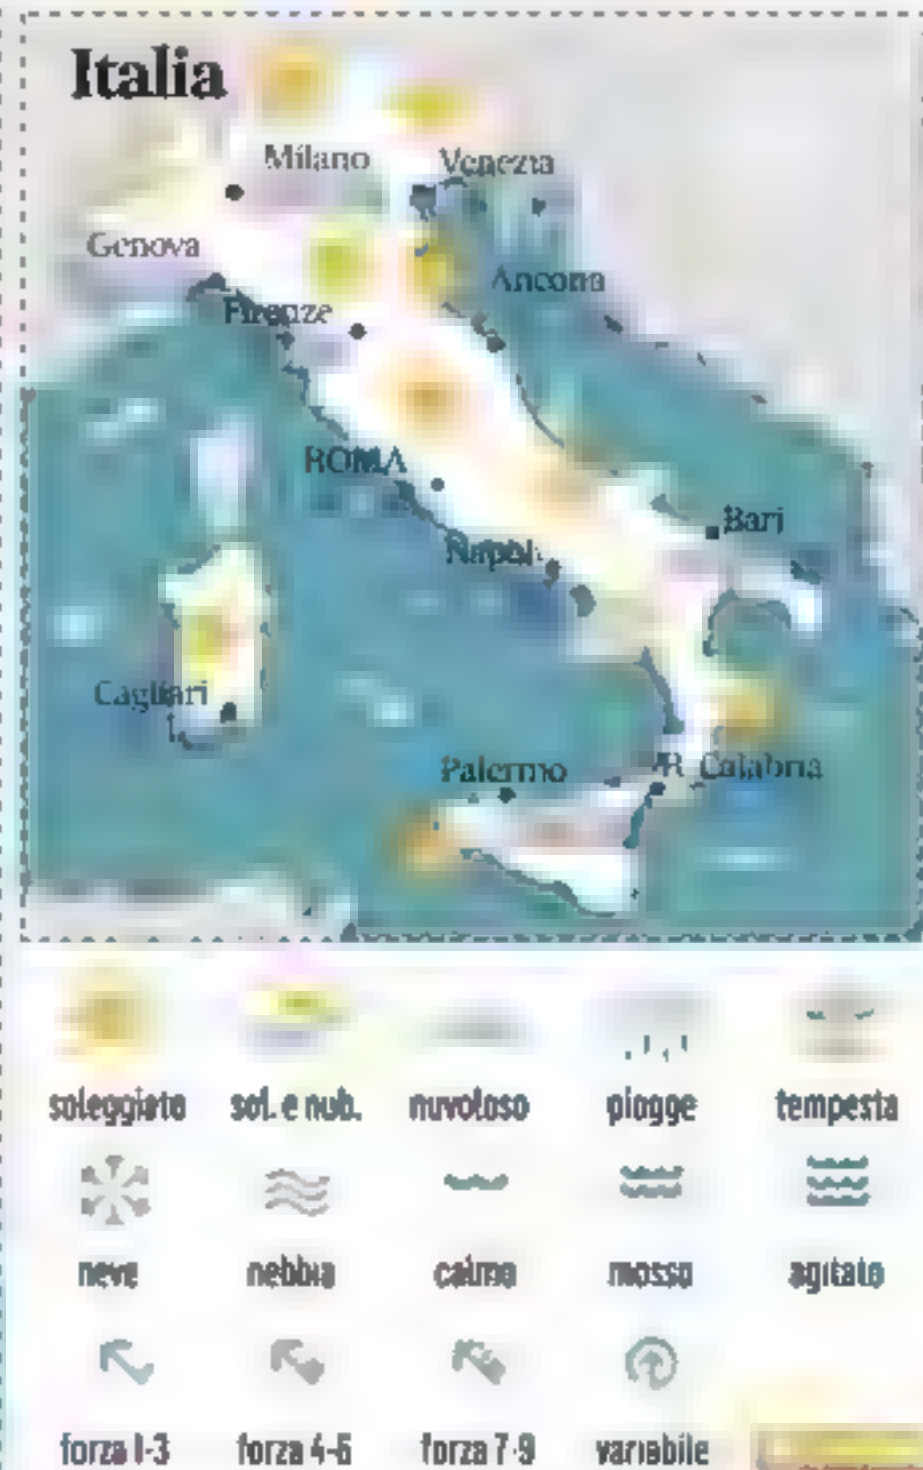 Italia
Milano
Venezia
Genova
Ancona
Firenze
ROMA
Bari
Napoli
Cagliari
Palermo
R Calabria
soleggiato
sol. e nub.
nuvoloso
piogge
tempesta
neve
nebbia
calmo
mosso
agitato
forza 1-3
forza 4-6
forza 7-9
variabile